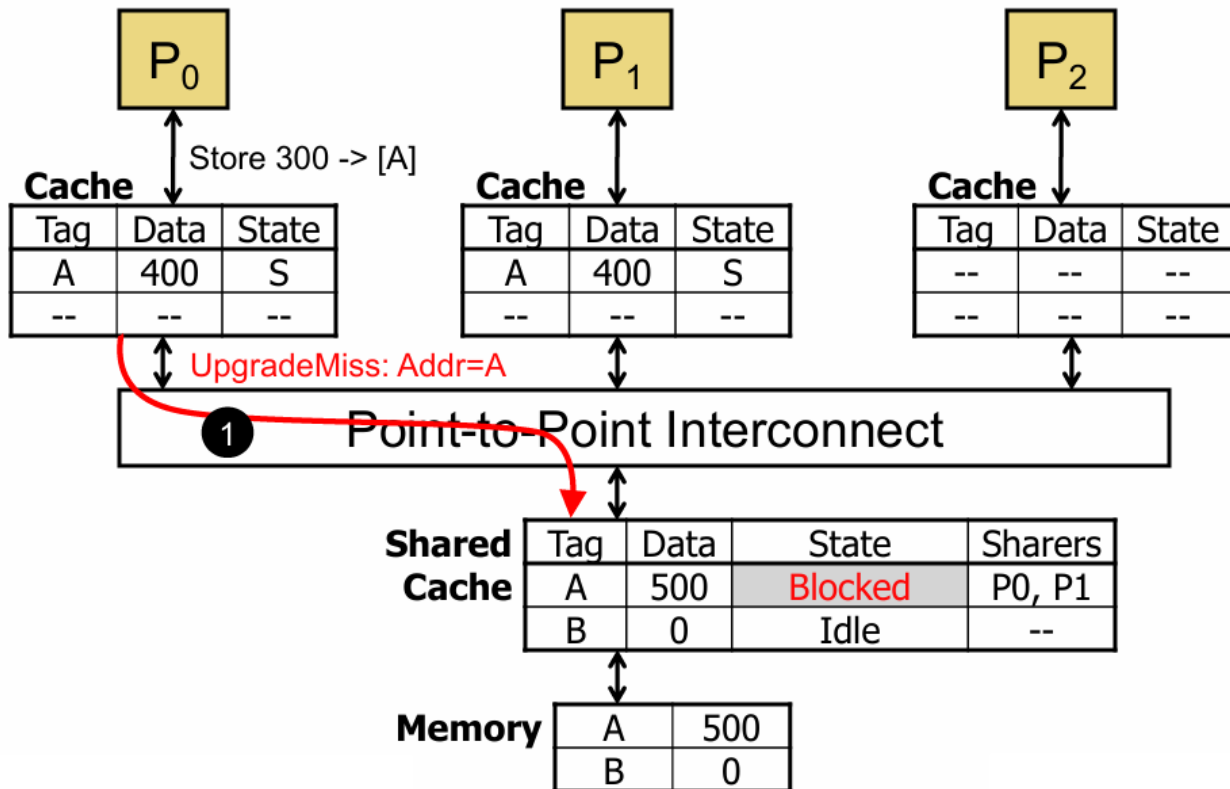 P0 P1 P2
Store 300 -> [A]
Cache Cache Cache
Tag Data State Tag Data State Tag Data State
A 400 S A 400 S -- -- --
-- -- -- -- -- -- -- -- --
UpgradeMiss: Addr=A
1 Point-to-Point Interconnect
Shared Tag Data State Sharers
Cache A 500 Blocked P0, P1
B 0 Idle --
Memory A 500
B 0